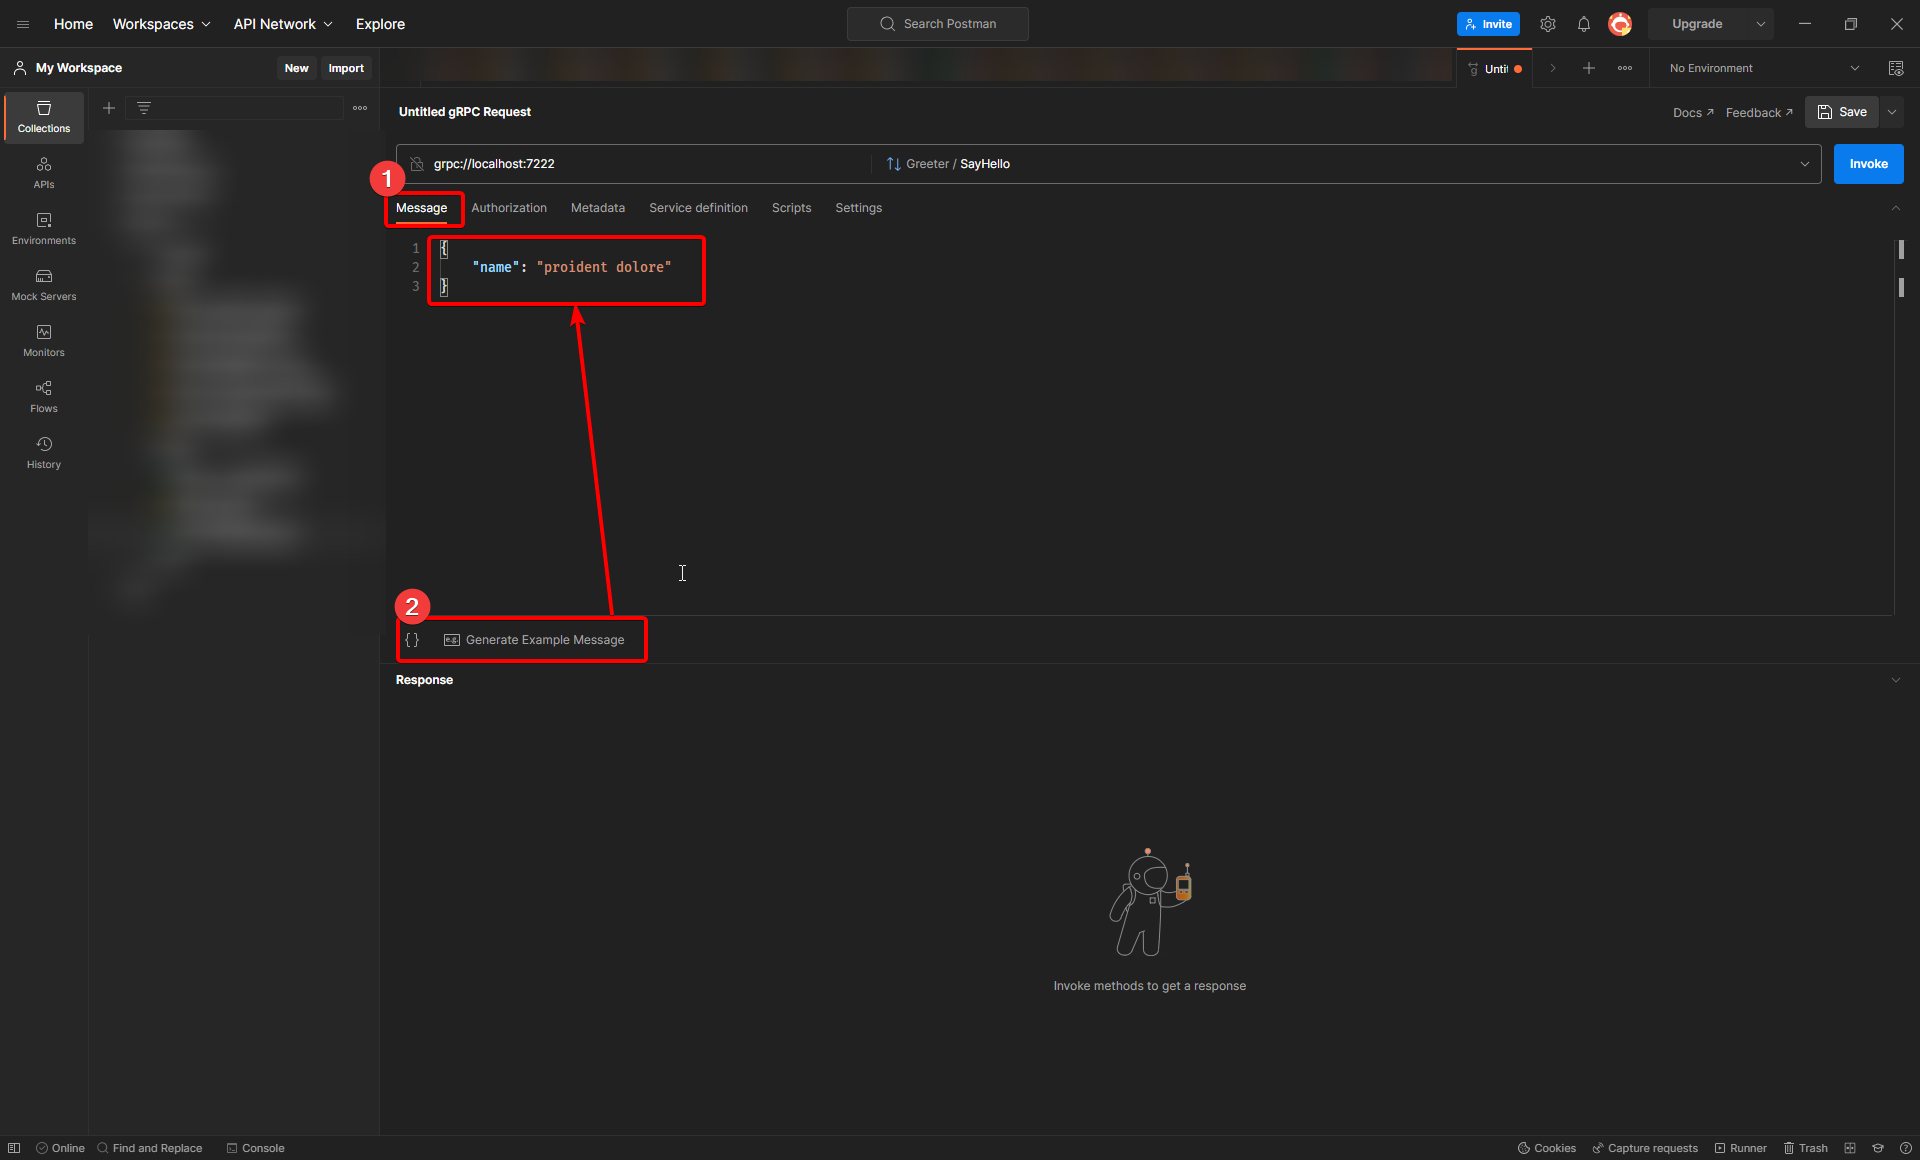 Home Workspaces API Network Explore Search Postman Invite Upgrade
My Workspace New Import Untit No Environment
Untitled gRPC Request Docs Feedback Save
Collections
grpc://localhost:7222 Greeter / SayHello Invoke
APIs
1
Message Authorization Metadata Service definition Scripts Settings
Environments
1 {
2 "name": "proident dolore"
3 }
Mock Servers
Monitors
Flows
History
2
{} e.g. Generate Example Message
Response
Invoke methods to get a response
Online Find and Replace Console Cookies Capture requests Runner Trash